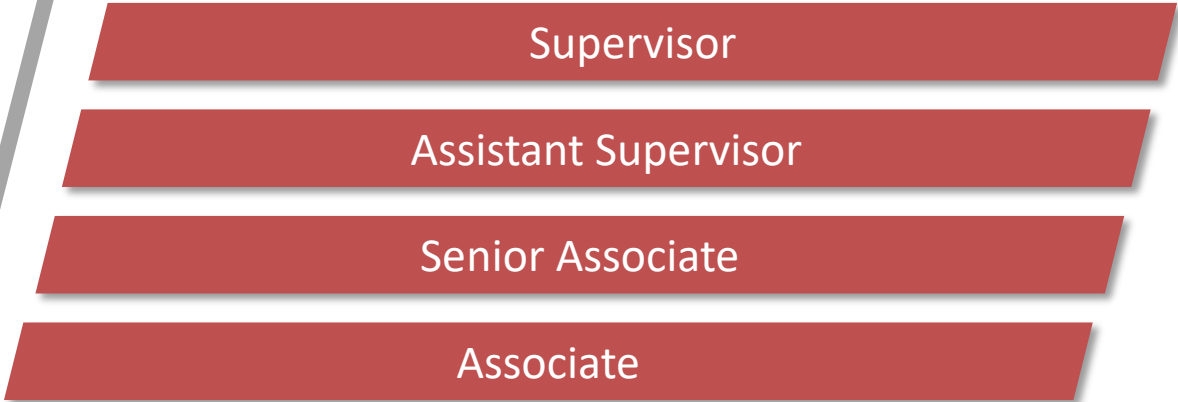 Supervisor
Assistant Supervisor
Senior Associate
Associate